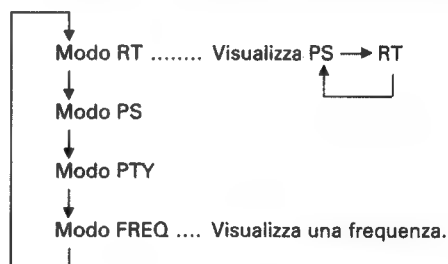 Modo RT ........ Visualizza PS → RT
Modo PS
Modo PTY
Modo FREQ .... Visualizza una frequenza.